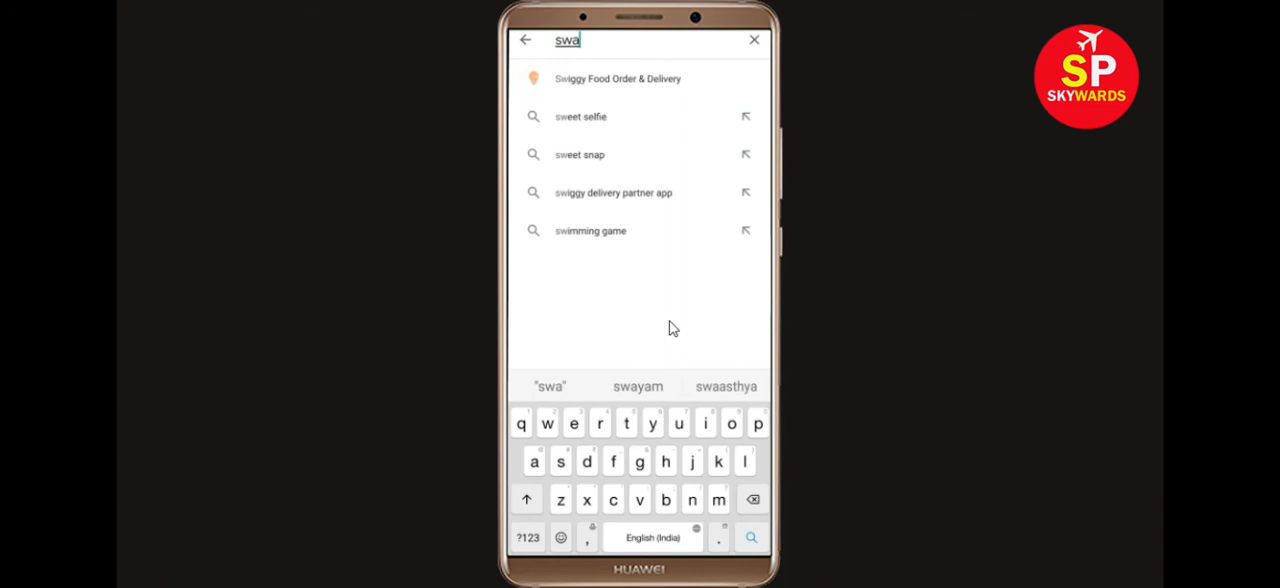 swa
Swiggy Food Order & Delivery
sweet selfie
sweet snap
swiggy delivery partner app
swimming game
"swa" swayam swaasthya
q w e r t y u i o p
a s d f g h j k l
z x c v b n m
?123 , English (India) .
HUAWEI
SP
SKYWARDS